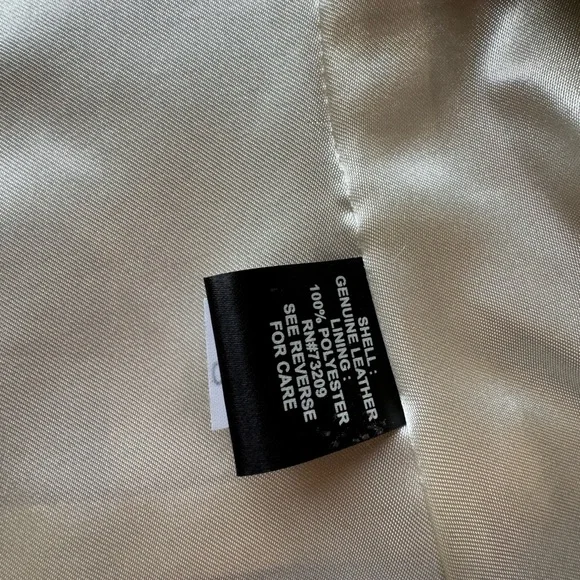 SHELL :
GENUINE LEATHER
LINING :
100% POLYESTER
RN#73209
SEE REVERSE
FOR CARE